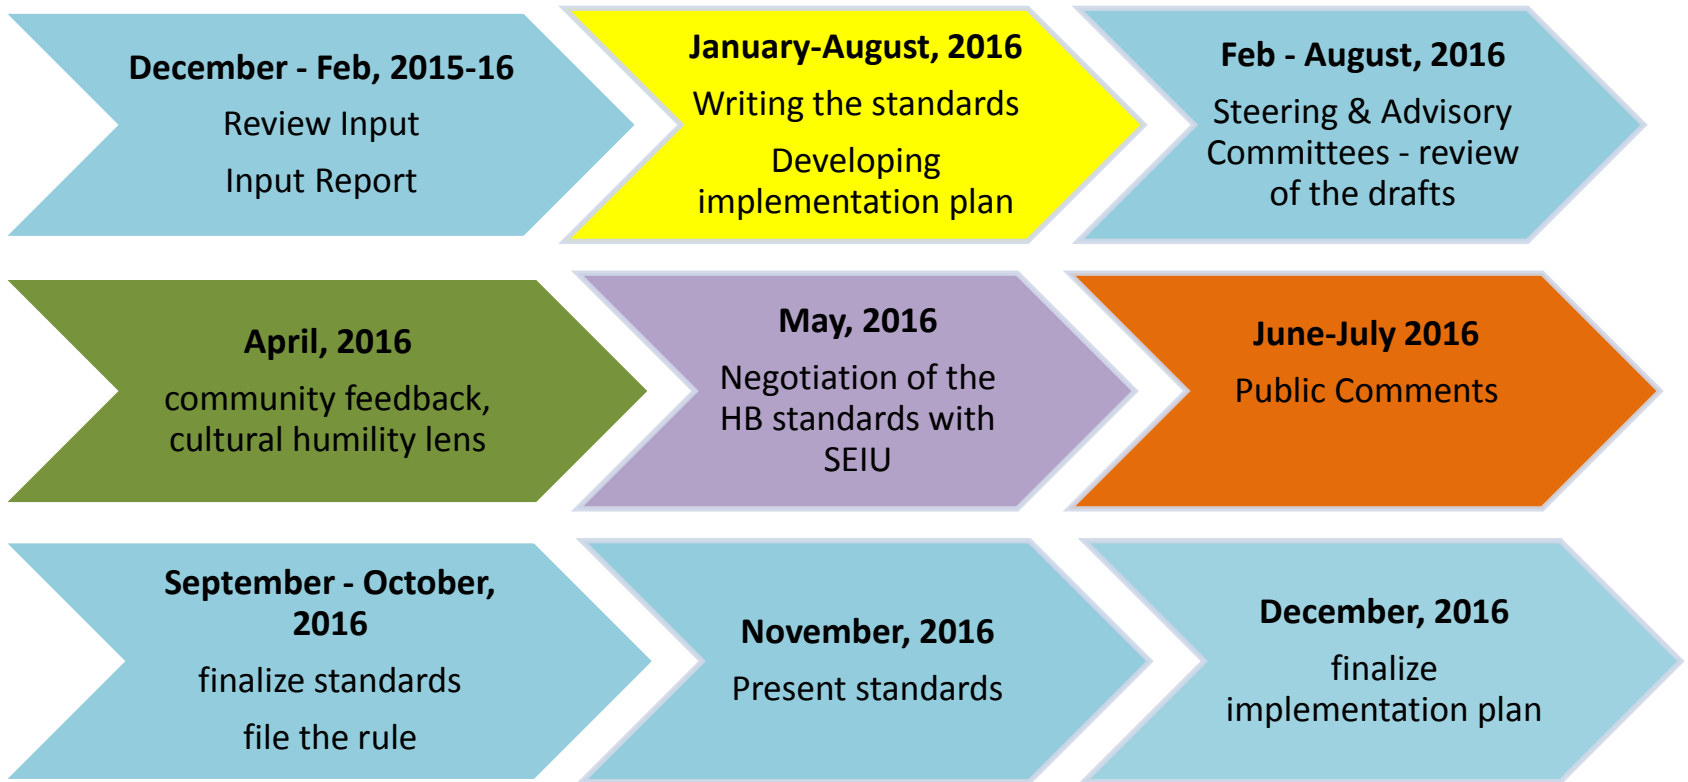 December - Feb, 2015-16
Review Input
Input Report
January-August, 2016
Writing the standards
Developing
implementation plan
Feb - August, 2016
Steering & Advisory
Committees - review
of the drafts
April, 2016
community feedback,
cultural humility lens
May, 2016
Negotiation of the
HB standards with
SEIU
June-July 2016
Public Comments
September - October,
2016
finalize standards
file the rule
November, 2016
Present standards
December, 2016
finalize
implementation plan